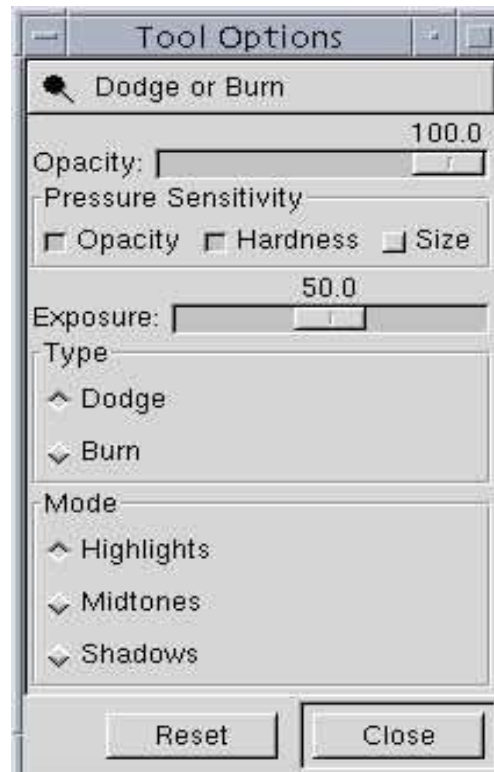 Tool Options
Dodge or Burn
100.0
Opacity:
Pressure Sensitivity
Opacity Hardness Size
50.0
Exposure:
Type
Dodge
Burn
Mode
Highlights
Midtones
Shadows
Reset Close